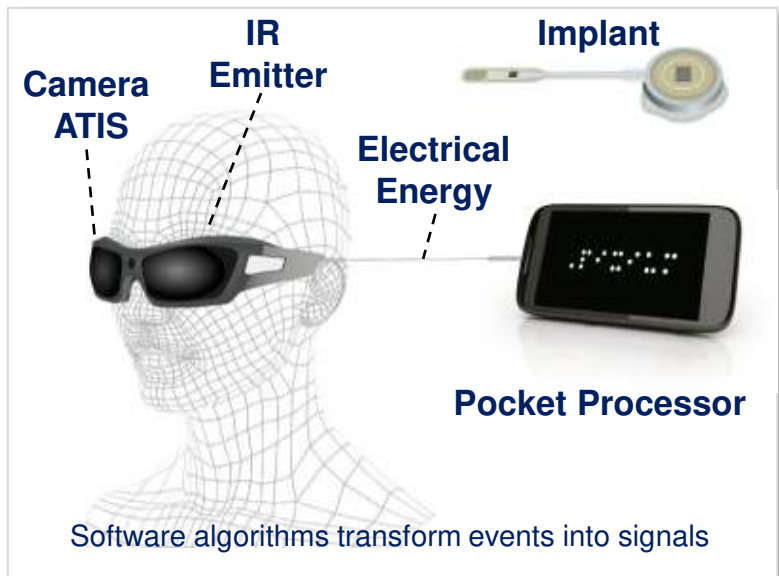 IR
Emitter
Implant
Camera
ATIS
Electrical
Energy
Pocket Processor
Software algorithms transform events into signals